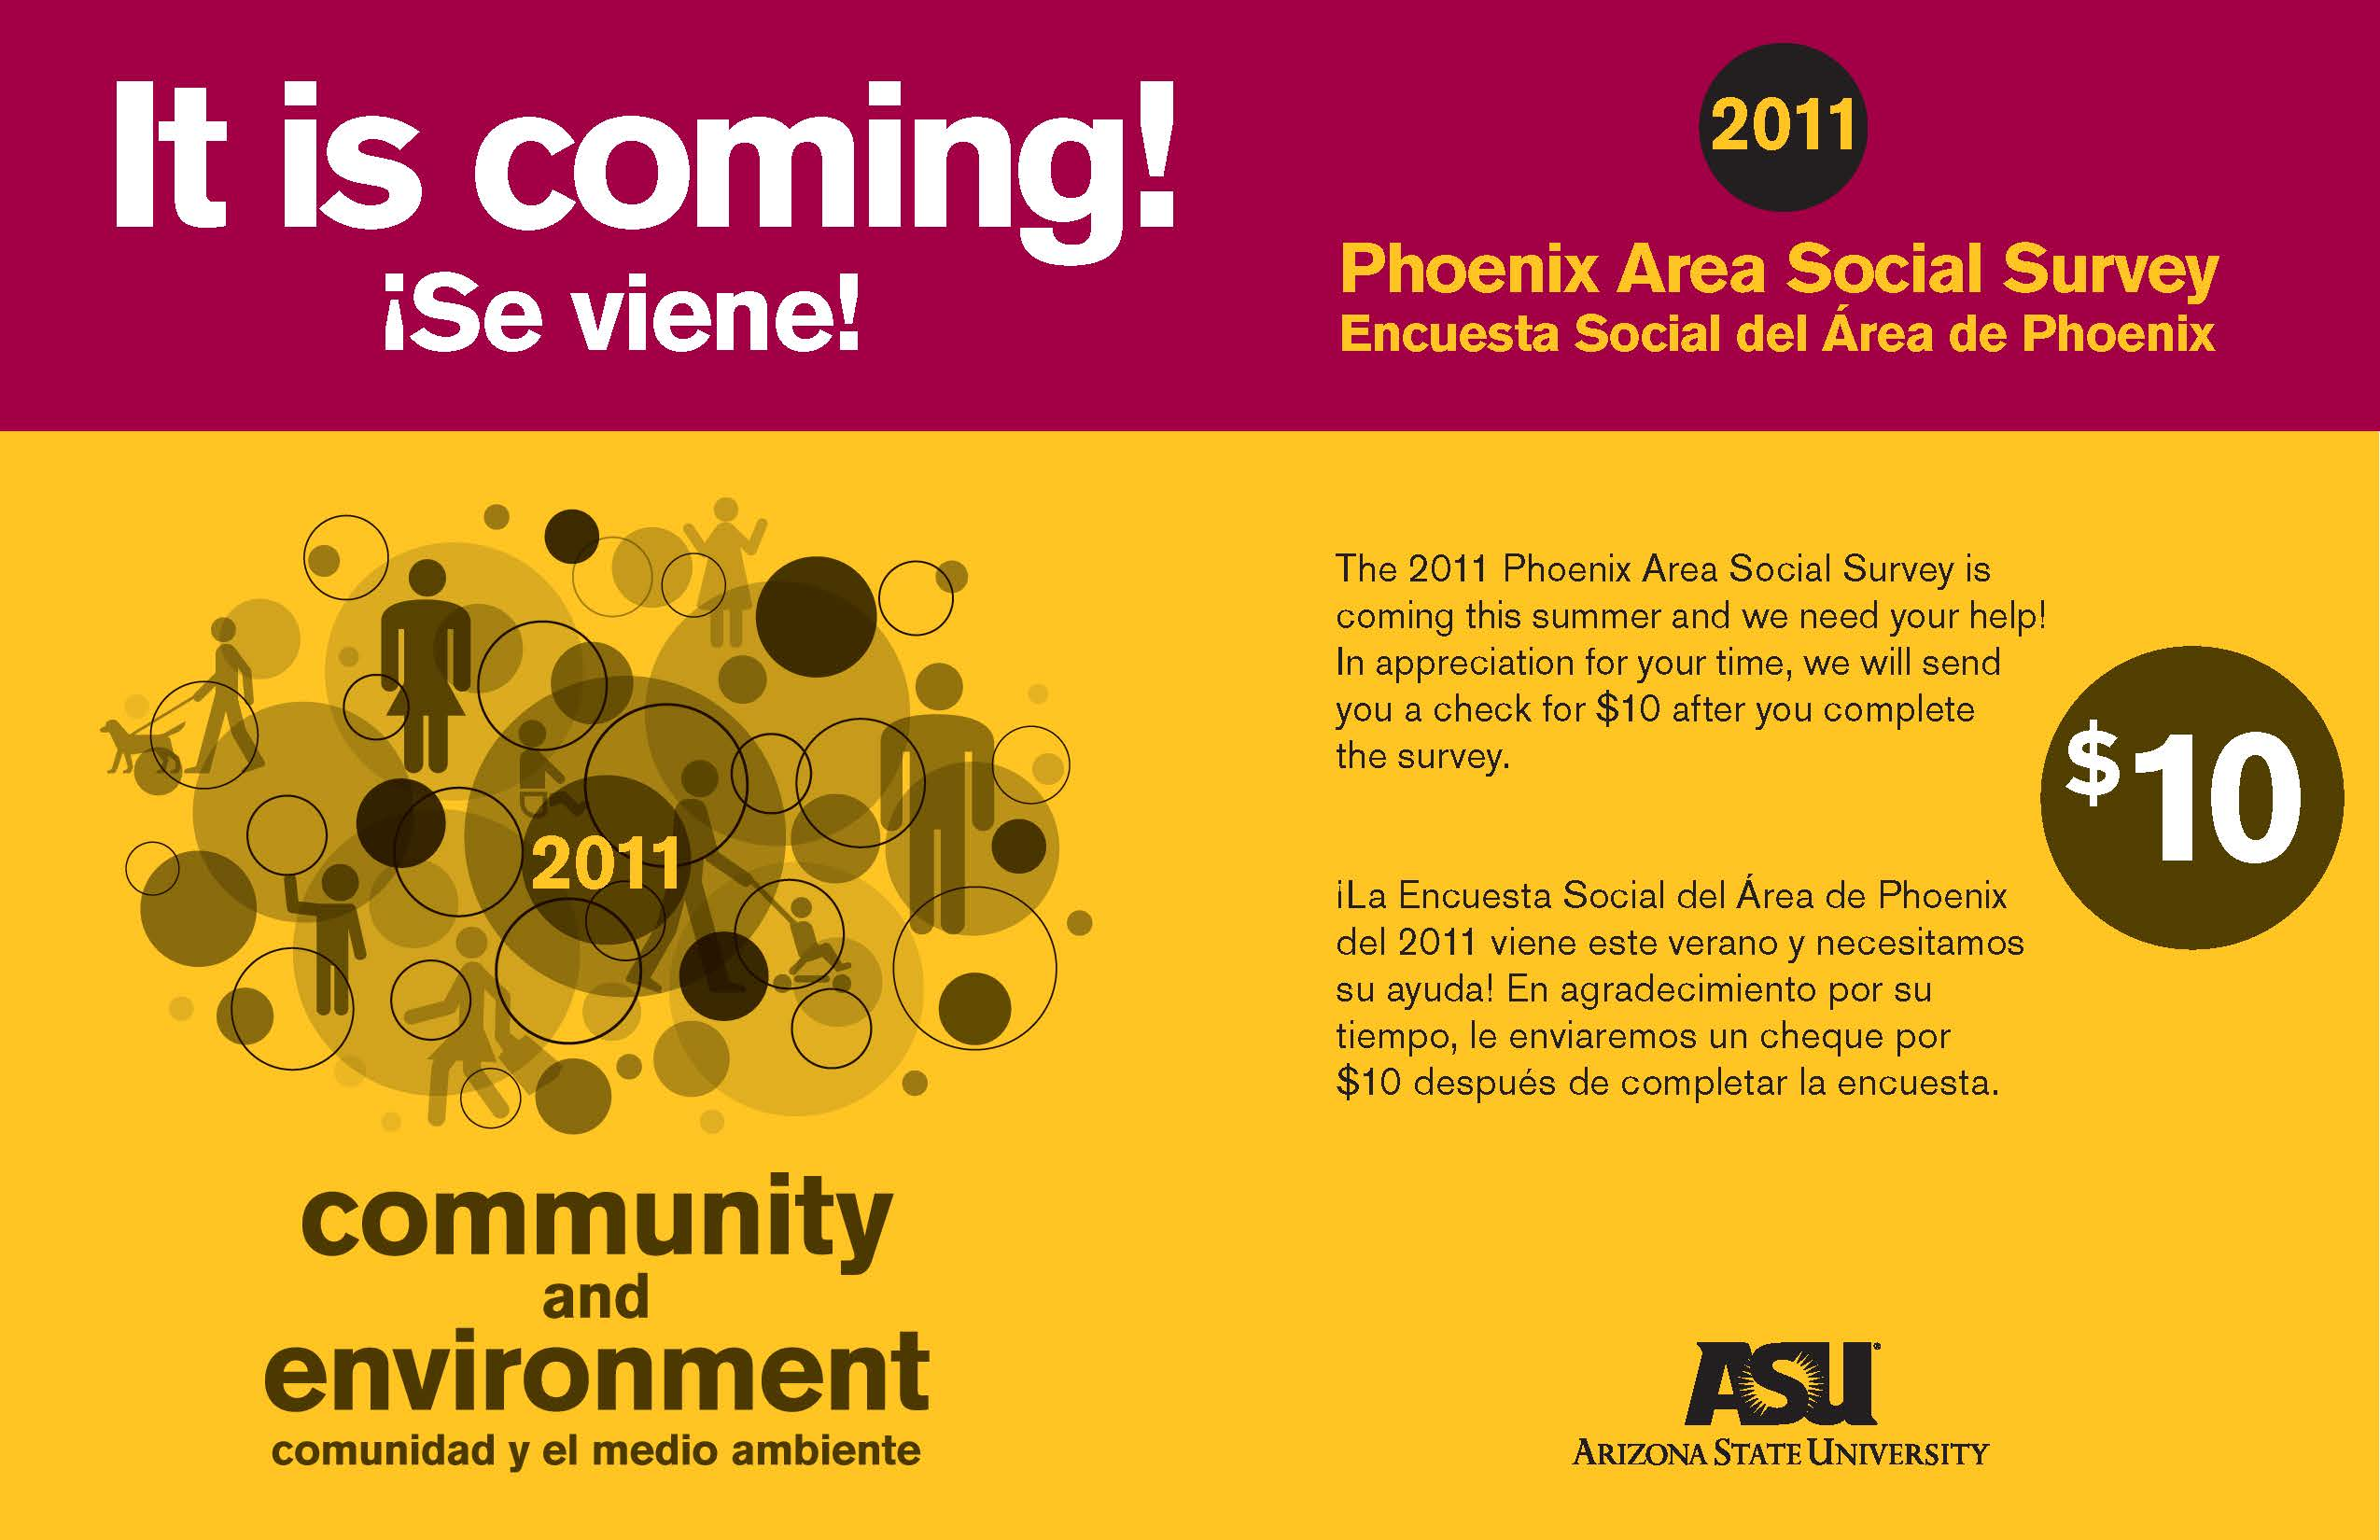 It is coming!
¡Se viene!
2011
Phoenix Area Social Survey
Encuesta Social del Área de Phoenix
2011
community
and
environment
comunidad y el medio ambiente
The 2011 Phoenix Area Social Survey is
coming this summer and we need your help!
In appreciation for your time, we will send
you a check for $10 after you complete
the survey.
$10
¡La Encuesta Social del Área de Phoenix
del 2011 viene este verano y necesitamos
su ayuda! En agradecimiento por su
tiempo, le enviaremos un cheque por
$10 después de completar la encuesta.
ASU®
ARIZONA STATE UNIVERSITY